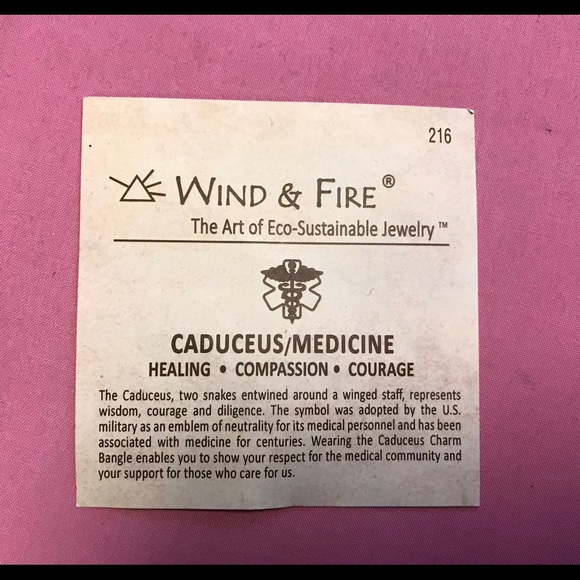 216
WIND & FIRE®
The Art of Eco-Sustainable Jewelry™
CADUCEUS/MEDICINE
HEALING • COMPASSION • COURAGE
The Caduceus, two snakes entwined around a winged staff, represents
wisdom, courage and diligence. The symbol was adopted by the U.S.
military as an emblem of neutrality for its medical personnel and has been
associated with medicine for centuries. Wearing the Caduceus Charm
Bangle enables you to show your respect for the medical community and
your support for those who care for us.